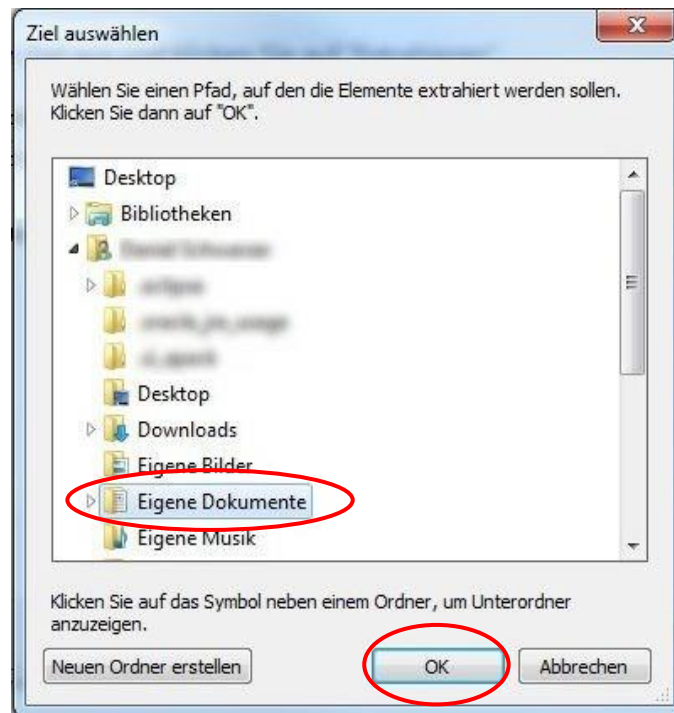 Ziel auswählen
Wählen Sie einen Pfad, auf den die Elemente extrahiert werden sollen.
Klicken Sie dann auf "OK".
Desktop
Bibliotheken
Desktop
Downloads
Eigene Bilder
Eigene Dokumente
Eigene Musik
Klicken Sie auf das Symbol neben einem Ordner, um Unterordner
anzuzeigen.
Neuen Ordner erstellen OK Abbrechen